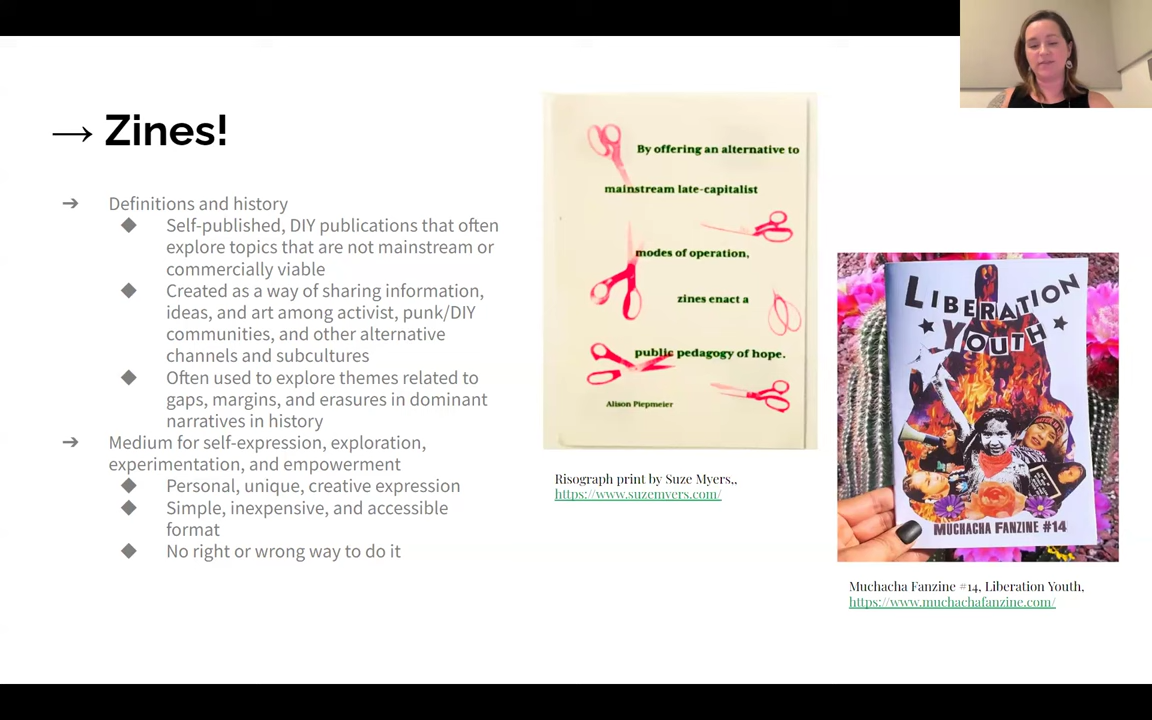 → Zines!
➔ Definitions and history
◆ Self-published, DIY publications that often
explore topics that are not mainstream or
commercially viable
◆ Created as a way of sharing information,
ideas, and art among activist, punk/DIY
communities, and other alternative
channels and subcultures
◆ Often used to explore themes related to
gaps, margins, and erasures in dominant
narratives in history
➔ Medium for self-expression, exploration,
experimentation, and empowerment
◆ Personal, unique, creative expression
◆ Simple, inexpensive, and accessible
format
◆ No right or wrong way to do it
By offering an alternative to
mainstream late-capitalist
modes of operation,
zines enact a
public pedagogy of hope.
Alison Piepmeier
Risograph print by Suze Myers,,
https://www.suzemyers.com/
LIBERATION
YOUTH
MUCHACHA FANZINE #14
Muchacha Fanzine #14, Liberation Youth,
https://www.muchachafanzine.com/